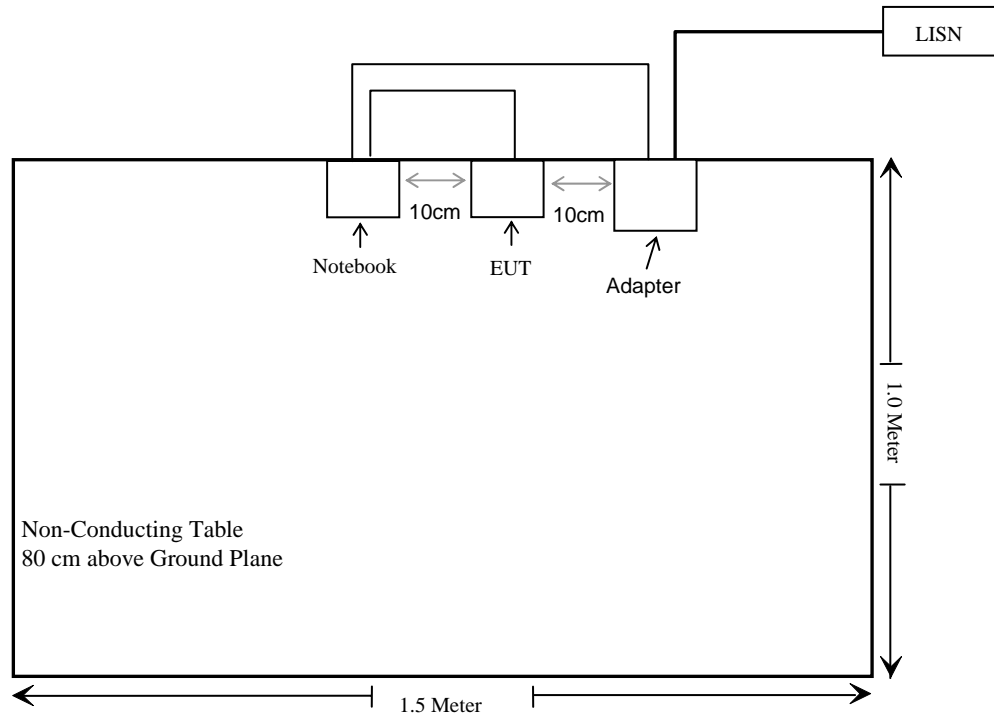 LISN
10cm
10cm
Notebook
EUT
Adapter
1.0 Meter
Non-Conducting Table
80 cm above Ground Plane
1.5 Meter